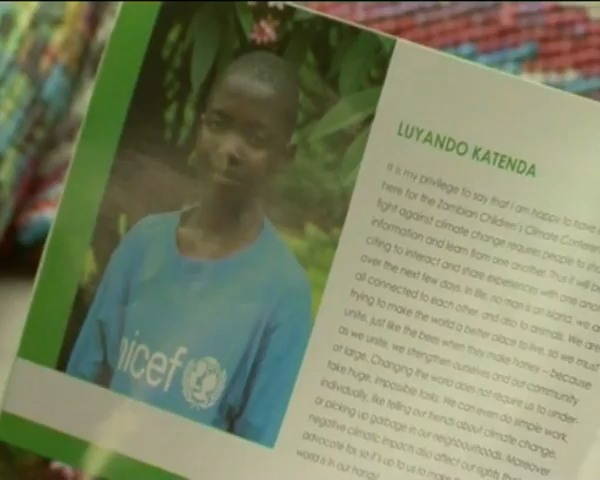 LUYANDO KATENDA
It is my privilege to say that I am happy to have
here for the Zambian Children's Climate
fight against climate change requires people to
information and learn from one another. Thus it will
citing to interact and share experiences with one
over the next few days. In life, no man is an island, we
all connected to each other and also to animals. We are
trying to make the world a better place to live, so we must
unite, just like the bees when they make honey – because
as we unite, we strengthen ourselves and our community
at large. Changing the world does not require us to under-
take huge, impossible tasks. We can even do simple work,
individually, like telling our friends about climate change,
or picking up garbage in our neighbourhoods. Moreover
negative climatic impacts also affect our rights
advocate for, so it's up to us to make
world is in our hands!
nicef